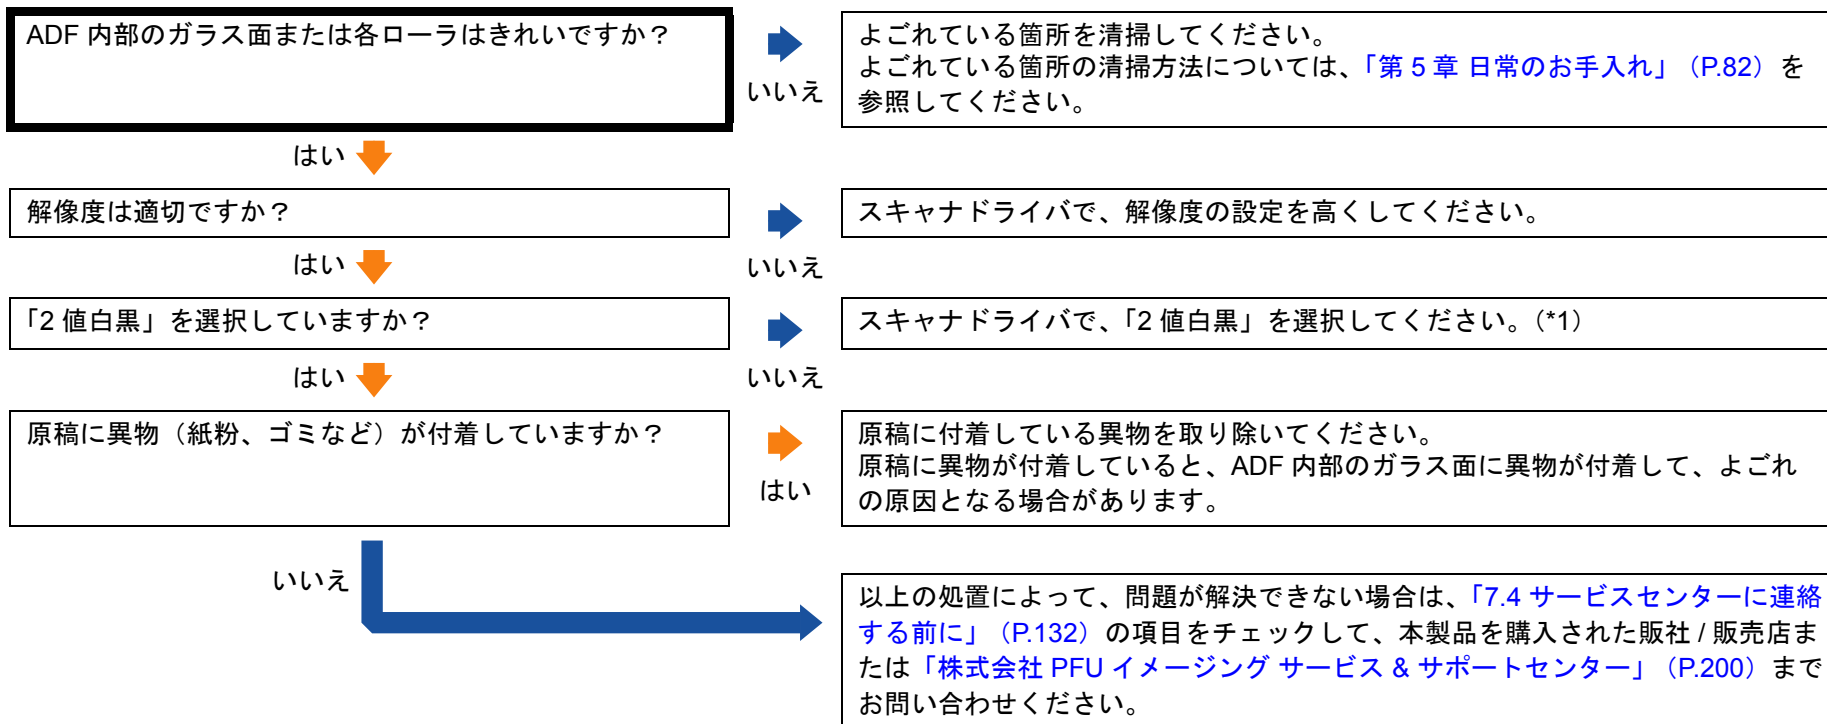 ADF 内部のガラス面または各ローラはきれいですか？
いいえ
よごれている箇所を清掃してください。
よごれている箇所の清掃方法については、「第 5 章 日常のお手入れ」（P.82）を
参照してください。
はい
解像度は適切ですか？
いいえ
スキャナドライバで、解像度の設定を高くしてください。
はい
「2 値白黒」を選択していますか？
いいえ
スキャナドライバで、「2 値白黒」を選択してください。（*1）
はい
原稿に異物（紙粉、ゴミなど）が付着していますか？
はい
原稿に付着している異物を取り除いてください。
原稿に異物が付着していると、ADF 内部のガラス面に異物が付着して、よごれ
の原因となる場合があります。
いいえ
以上の処置によって、問題が解決できない場合は、「7.4 サービスセンターに連絡
する前に」（P.132）の項目をチェックして、本製品を購入された販社 / 販売店ま
たは「株式会社 PFU イメージング サービス & サポートセンター」（P.200）まで
お問い合わせください。